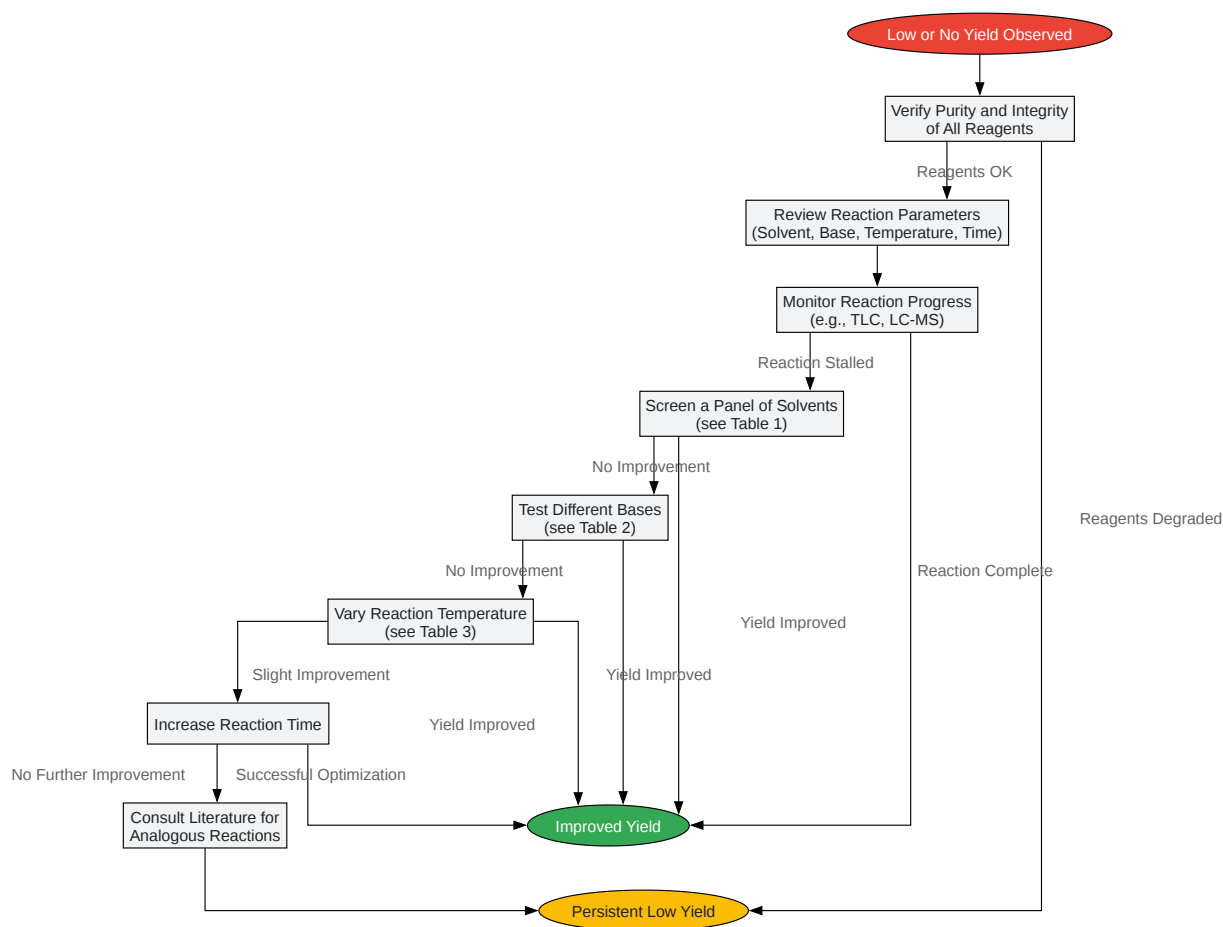 Low or No Yield Observed
Verify Purity and Integrity
of All Reagents
Reagents OK
Review Reaction Parameters
(Solvent, Base, Temperature, Time)
Monitor Reaction Progress
(e.g., TLC, LC-MS)
Reaction Stalled
Screen a Panel of Solvents
(see Table 1)
No Improvement
Test Different Bases
(see Table 2)
Reagents Degraded
No Improvement
Reaction Complete
Vary Reaction Temperature
(see Table 3)
Yield Improved
Slight Improvement
Yield Improved
Increase Reaction Time
Yield Improved
No Further Improvement
Successful Optimization
Consult Literature for
Analogous Reactions
Improved Yield
Persistent Low Yield